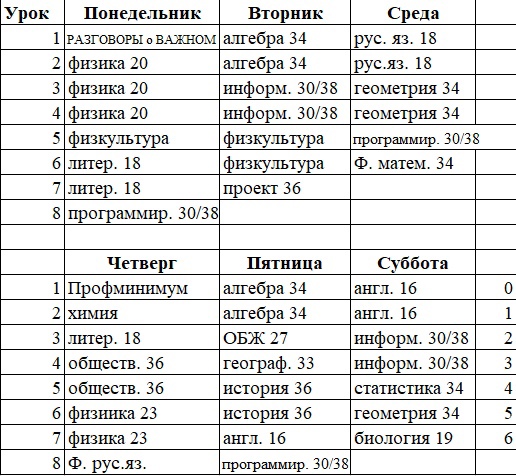 Урок Понедельник Вторник Среда
1 РАЗГОВОРЫ о ВАЖНОМ алгебра 34 рус. яз. 18
2 физика 20 алгебра 34 рус.яз. 18
3 физика 20 информ. 30/38 геометрия 34
4 физика 20 информ. 30/38 геометрия 34
5 физкультура физкультура программир. 30/38
6 литер. 18 физкультура Ф. матем. 34
7 литер. 18 проект 36
8 программир. 30/38
Четверг Пятница Суббота
1 Профминимум алгебра 34 англ. 16 0
2 химия алгебра 34 англ. 16 1
3 литер. 18 ОБЖ 27 информ. 30/38 2
4 обществ. 36 географ. 33 информ. 30/38 3
5 обществ. 36 история 36 статистика 34 4
6 физиика 23 история 36 геометрия 34 5
7 физика 23 англ. 16 биология 19 6
8 Ф. рус.яз. программир. 30/38